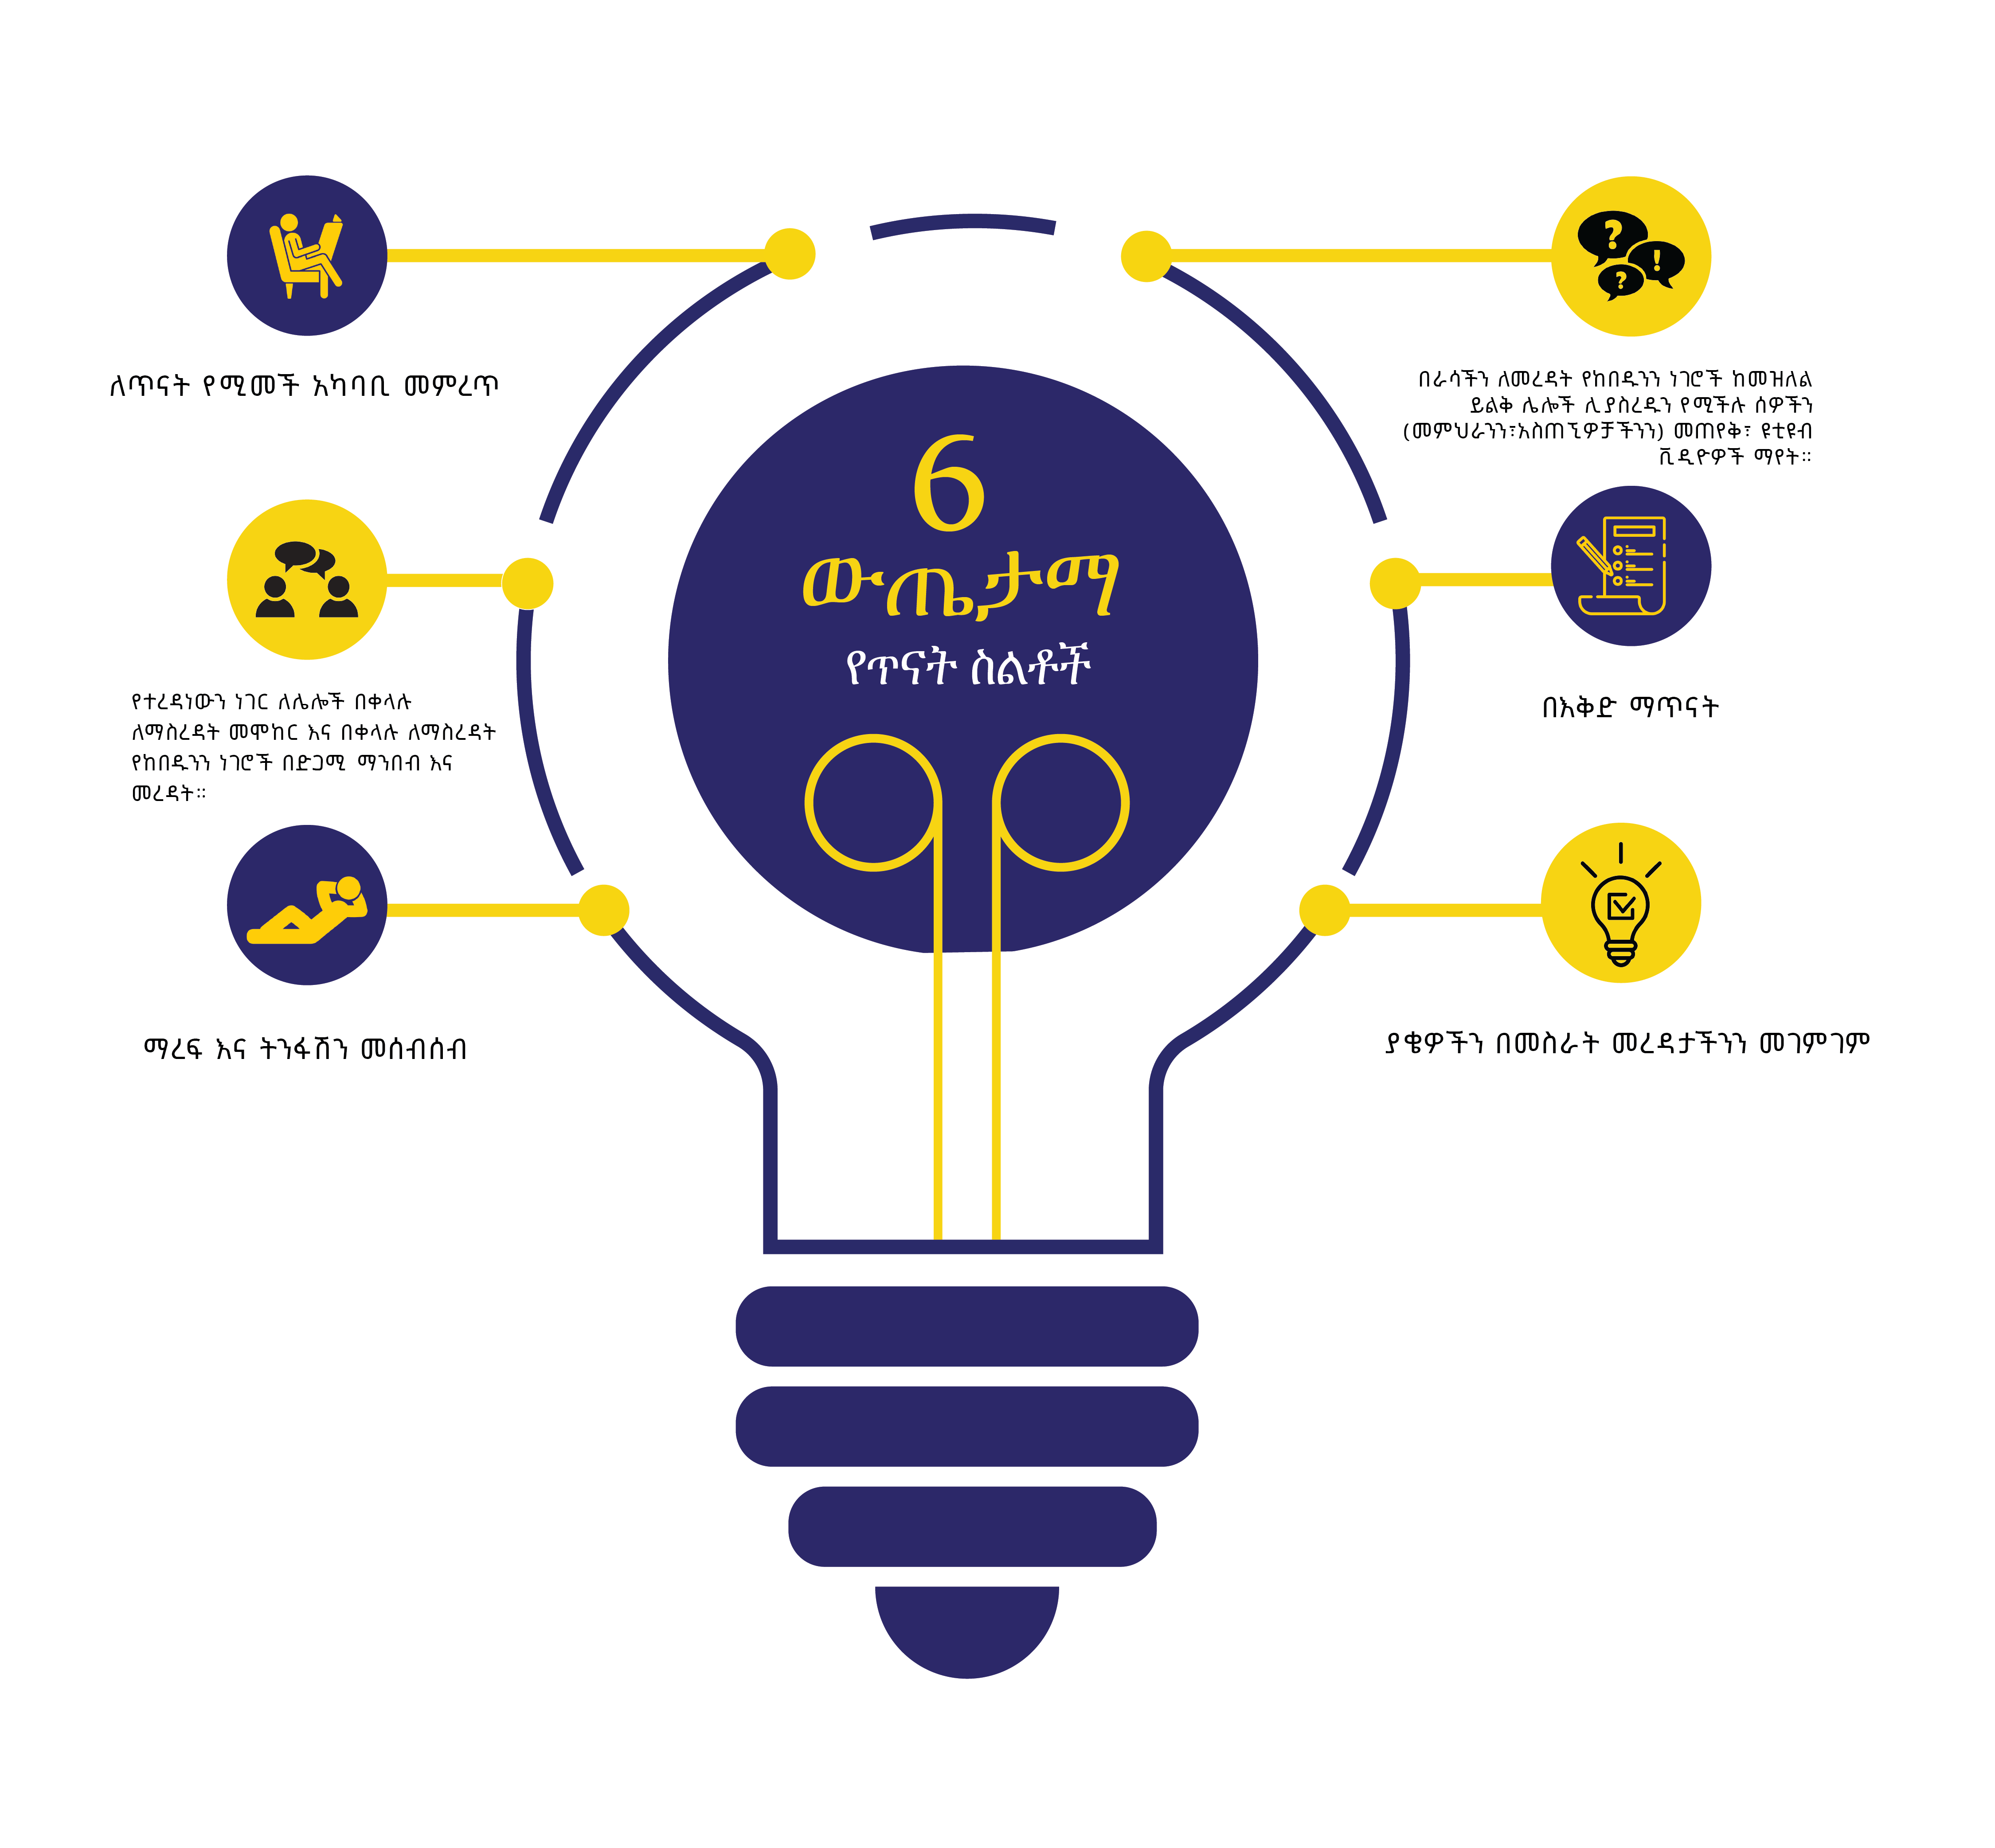 6
ውጤታማ
የጥናት ስልቶች
ለጥናት የሚመች አካባቢ መምረጥ
የተረዳነውን ነገር ለሌሎች በቀላሉ
ለማስረዳት መሞከር እና በቀላሉ ለማስረዳት
የከበዱንን ነገሮች በድጋሚ ማንበብ እና
መረዳት።
ማረፍ እና ትንፋሽን መሰብሰብ
በራሳችን ለመረዳት የከበዱንን ነገሮች ከመዝለል
ይልቅ ሌሎች ሊያስረዱን የሚችሉ ሰዎችን
(መምህራንን፣አስጠኚዎቻችንን) መጠየቅ፣ ዩቲዩብ
ቪዲዮዎች ማየት።
በእቅድ ማጥናት
ያቄዎችን በመስራት መረዳታችንን መገምገም